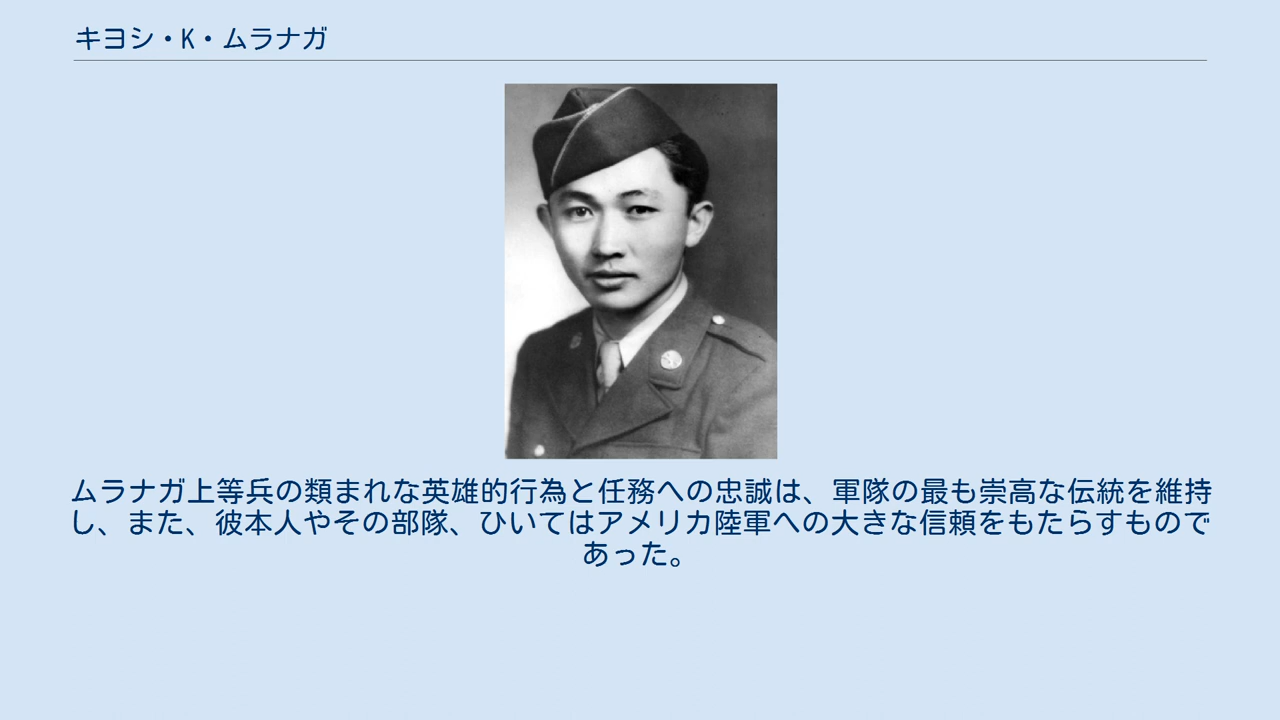 キヨシ・K・ムラナガ
ムラナガ上等兵の類まれな英雄的行為と任務への忠誠は、軍隊の最も崇高な伝統を維持
し、また、彼本人やその部隊、ひいてはアメリカ陸軍への大きな信頼をもたらすもので
あった。